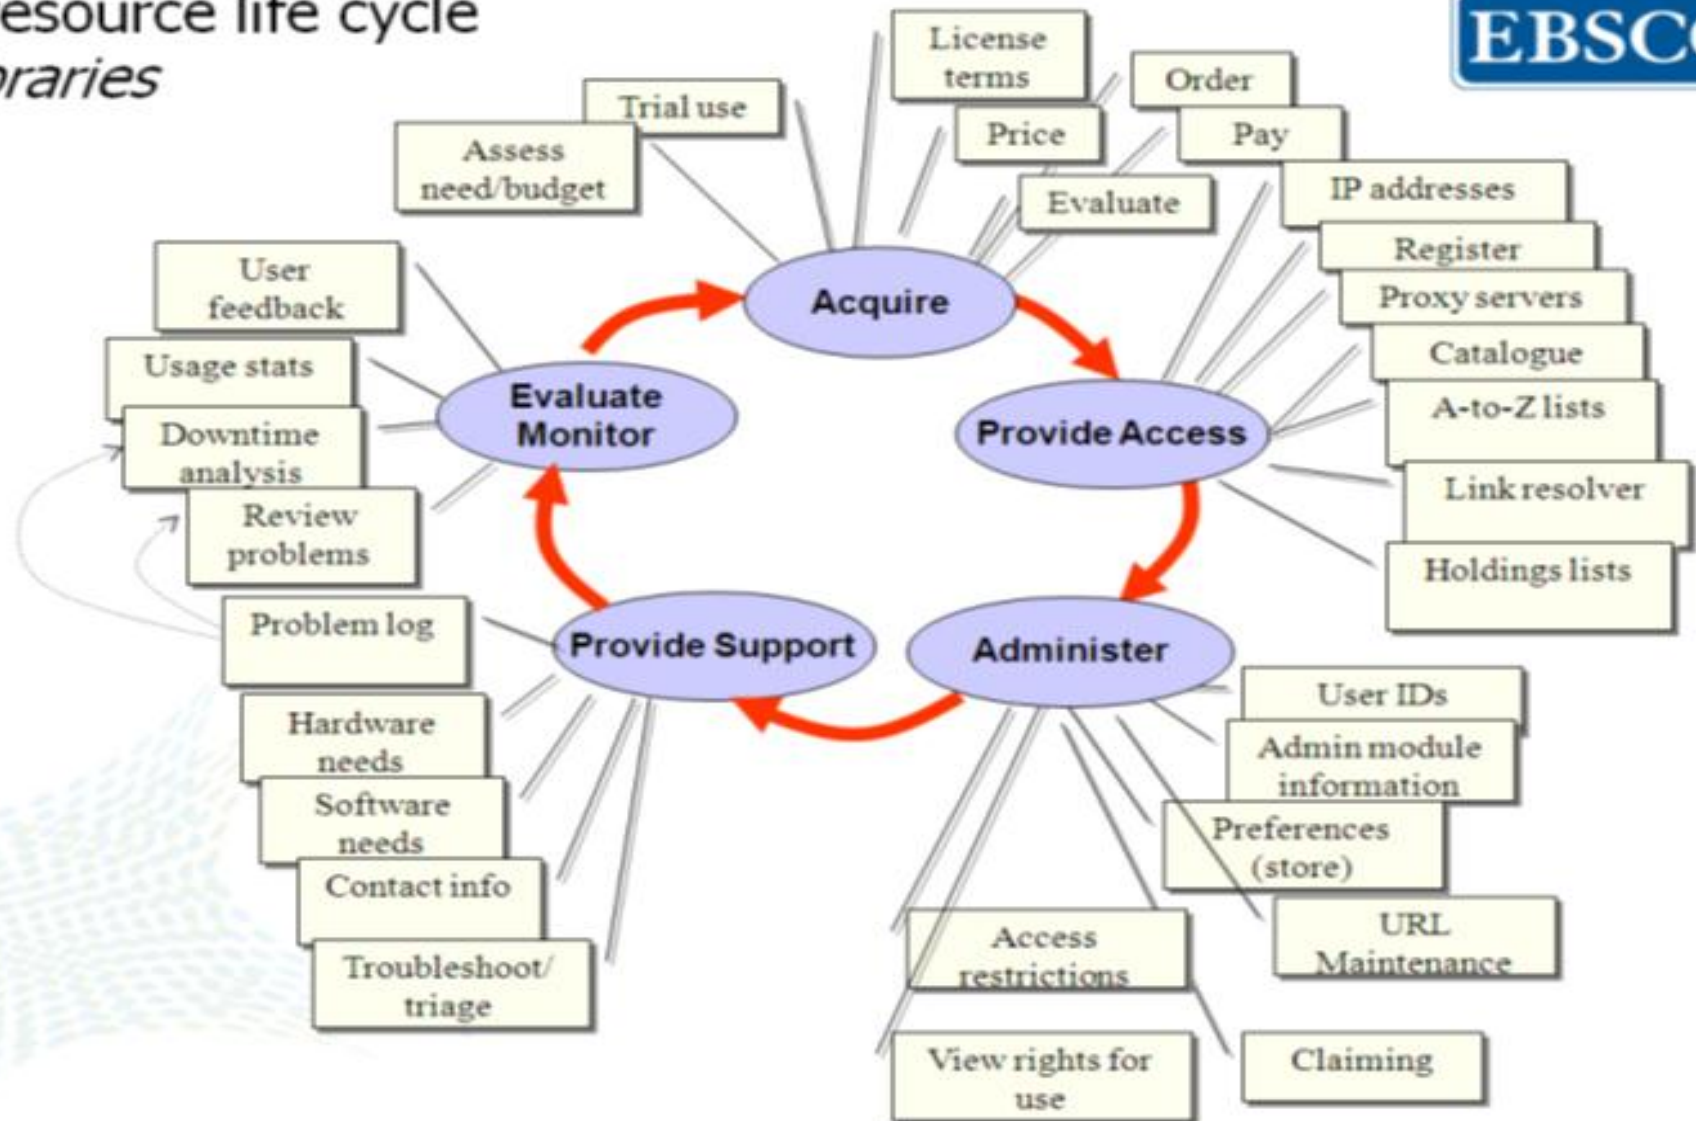 esource life cycle
braries
EBSCO
License
terms
Order
Trial use
Price
Pay
Assess
need/budget
Evaluate
IP addresses
Register
Proxy servers
Catalogue
A-to-Z lists
Link resolver
Holdings lists
User
feedback
Usage stats
Downtime
analysis
Review
problems
Acquire
Evaluate
Monitor
Provide Access
Provide Support
Administer
Problem log
Hardware
needs
Software
needs
Contact info
Troubleshoot/
triage
User IDs
Admin module
information
Preferences
(store)
URL
Maintenance
Access
restrictions
View rights for
use
Claiming